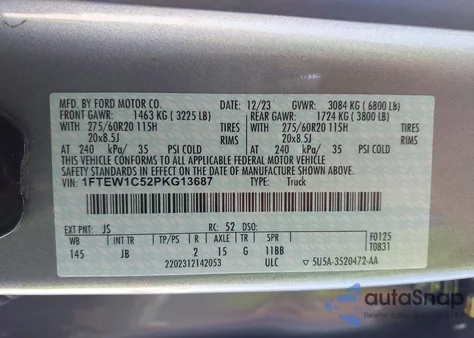 MFD. BY FORD MOTOR CO. 12/23 GVWR: 3084 KG ( 6800 LB)
FRONT GAWR: 1463 KG ( 3225 LB) REAR GAWR: 1724 KG ( 3800 LB)
WITH 275/60R20 115H TIRES WITH 275/60R20 115H TIRES
20x8.5J RIMS 20x8.5J RIMS
AT 240 kPa/ 35 PSI COLD AT 240 kPa/ 35 PSI COLD
THIS VEHICLE CONFORMS TO ALL APPLICABLE FEDERAL MOTOR VEHICLE
SAFETY STANDARDS IN EFFECT ON THE DATE OF MANUFACTURE SHOWN ABOVE.
VIN: 1FTEW1C52PKG13687 TYPE: Truck
EXT PNT: JS RC: 52 DSO: F0125
WB INT TR TP/PS R AXLE TR SPR T0831
145 JB 2 15 G 11BB
2202312142053 ULC ▽ 5U5A-3520472-AA
autoSnap